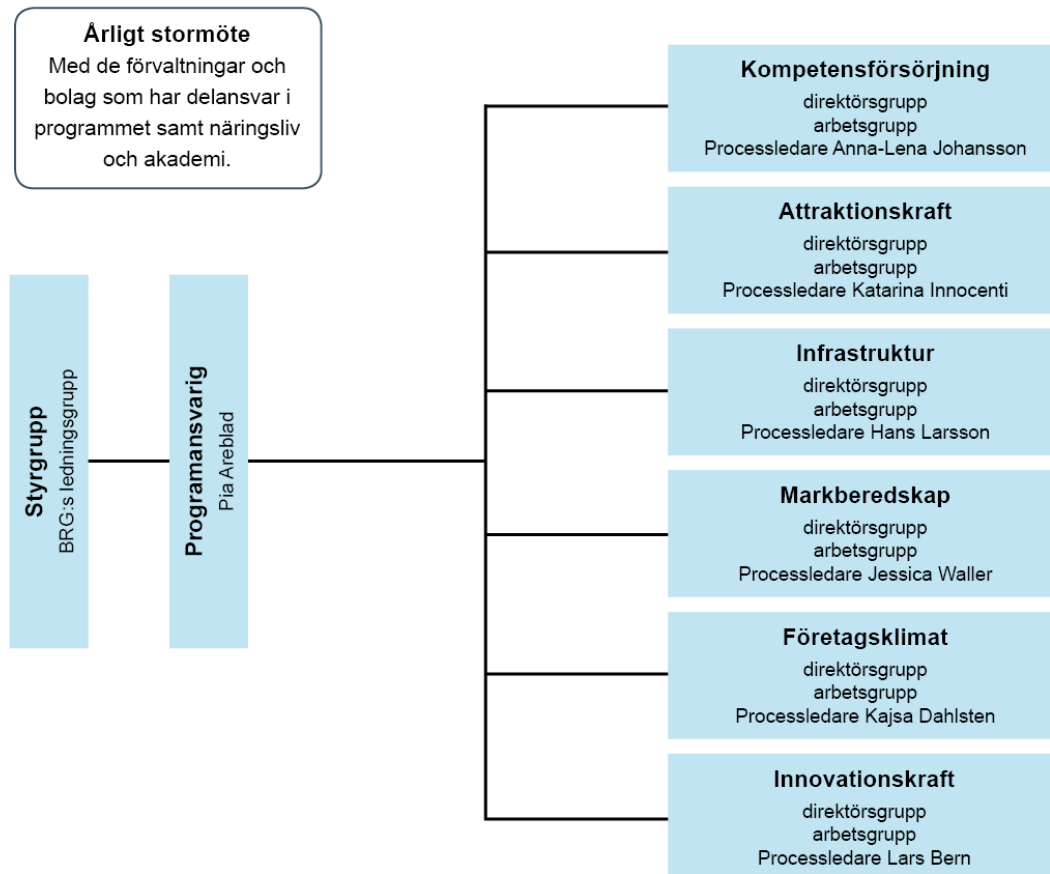 Årligt stormöte
Med de förvaltningar och
bolag som har delansvar i
programmet samt näringsliv
och akademi.
Styrgrupp
BRG:s ledningsgrupp
Programansvarig
Pia Areblad
Kompetensförsörjning
direktörsgrupp
arbetsgrupp
Processledare Anna-Lena Johansson
Attraktionskraft
direktörsgrupp
arbetsgrupp
Processledare Katarina Innocenti
Infrastruktur
direktörsgrupp
arbetsgrupp
Processledare Hans Larsson
Markberedskap
direktörsgrupp
arbetsgrupp
Processledare Jessica Waller
Företagsklimat
direktörsgrupp
arbetsgrupp
Processledare Kajsa Dahlsten
Innovationskraft
direktörsgrupp
arbetsgrupp
Processledare Lars Bern